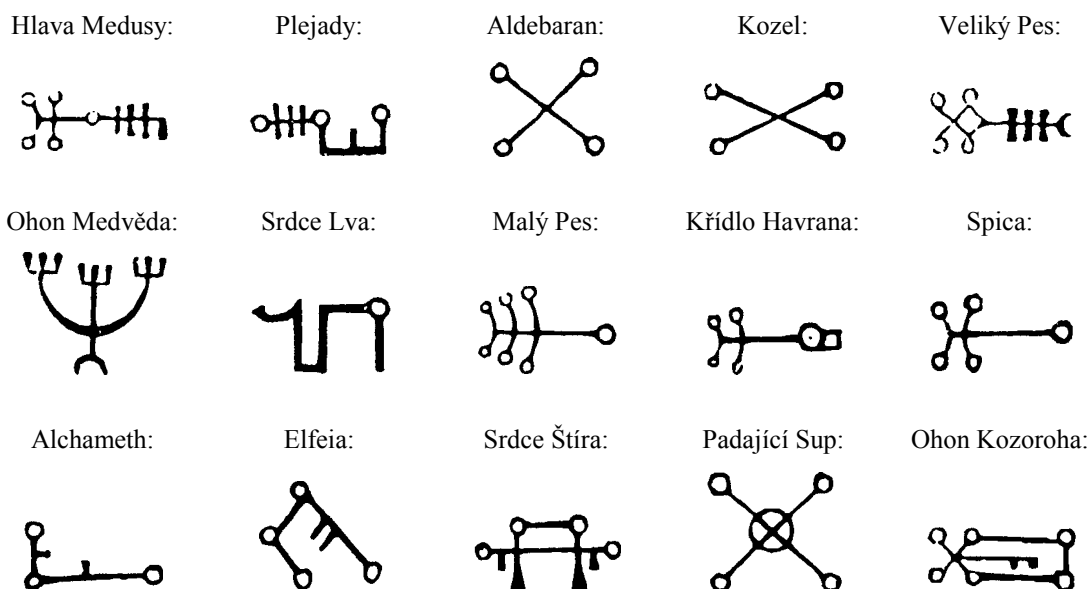 Hlava Medusy: Plejady: Aldebaran: Kozel: Veliký Pes:
Ohon Medvěda: Srdce Lva: Malý Pes: Křídlo Havrana: Spica:
Alchameth: Elfeia: Srdce Štíra: Padající Sup: Ohon Kozoroha: